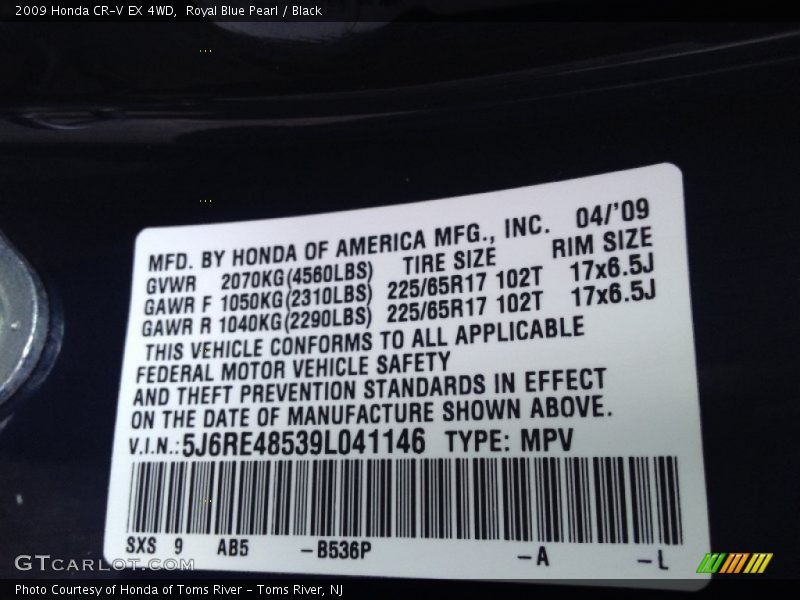 2009 Honda CR-V EX 4WD,  Royal Blue Pearl / Black
MFD. BY HONDA OF AMERICA MFG., INC. 04/'09
GVWR 2070KG(4560LBS) TIRE SIZE RIM SIZE
GAWR F 1050KG(2310LBS) 225/65R17 102T 17x6.5J
GAWR R 1040KG(2290LBS) 225/65R17 102T 17x6.5J
THIS VEHICLE CONFORMS TO ALL APPLICABLE
FEDERAL MOTOR VEHICLE SAFETY
AND THEFT PREVENTION STANDARDS IN EFFECT
ON THE DATE OF MANUFACTURE SHOWN ABOVE.
V.I.N.:5J6RE48539L041146 TYPE: MPV
SXS 9 AB5 -B536P -A -L
GTCARLOT.COM
Photo Courtesy of Honda of Toms River - Toms River, NJ